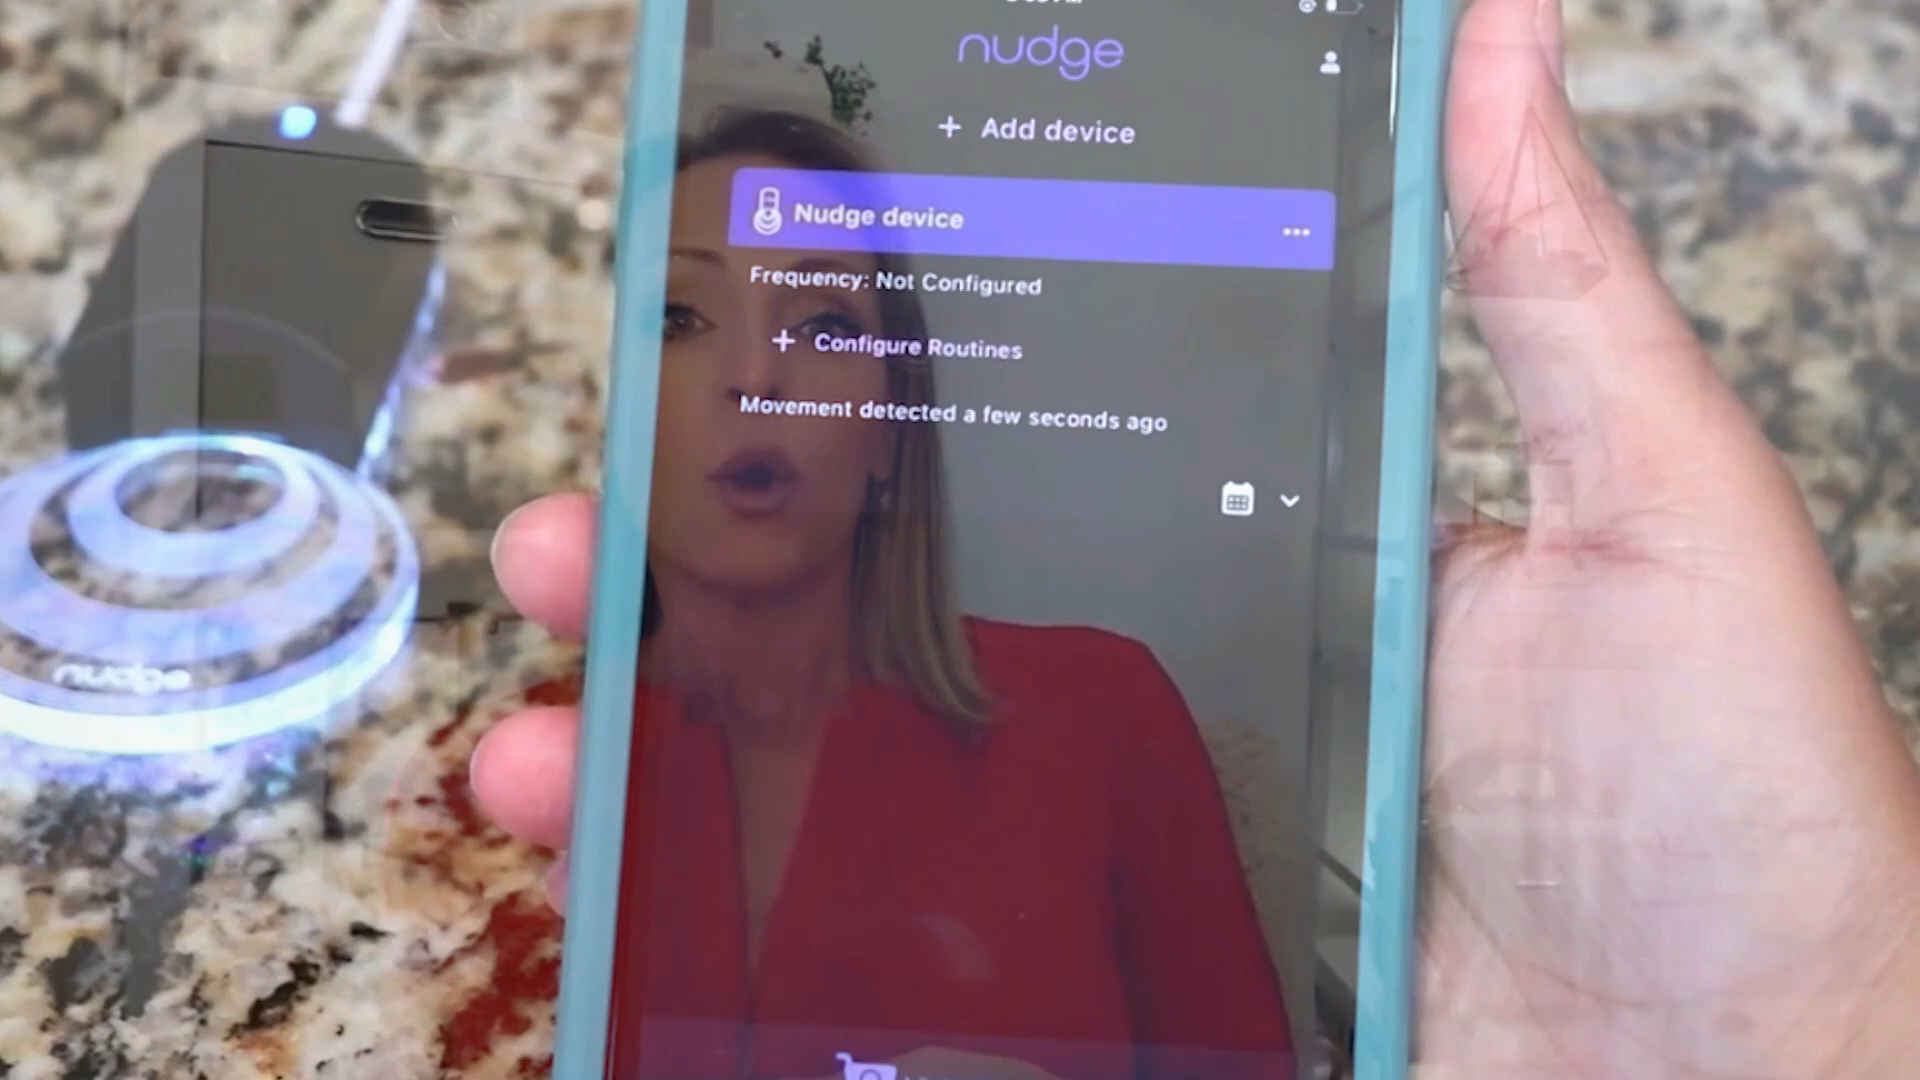 nudge
+ Add device
Nudge device
Frequency: Not Configured
+ Configure Routines
Movement detected a few seconds ago
nudge